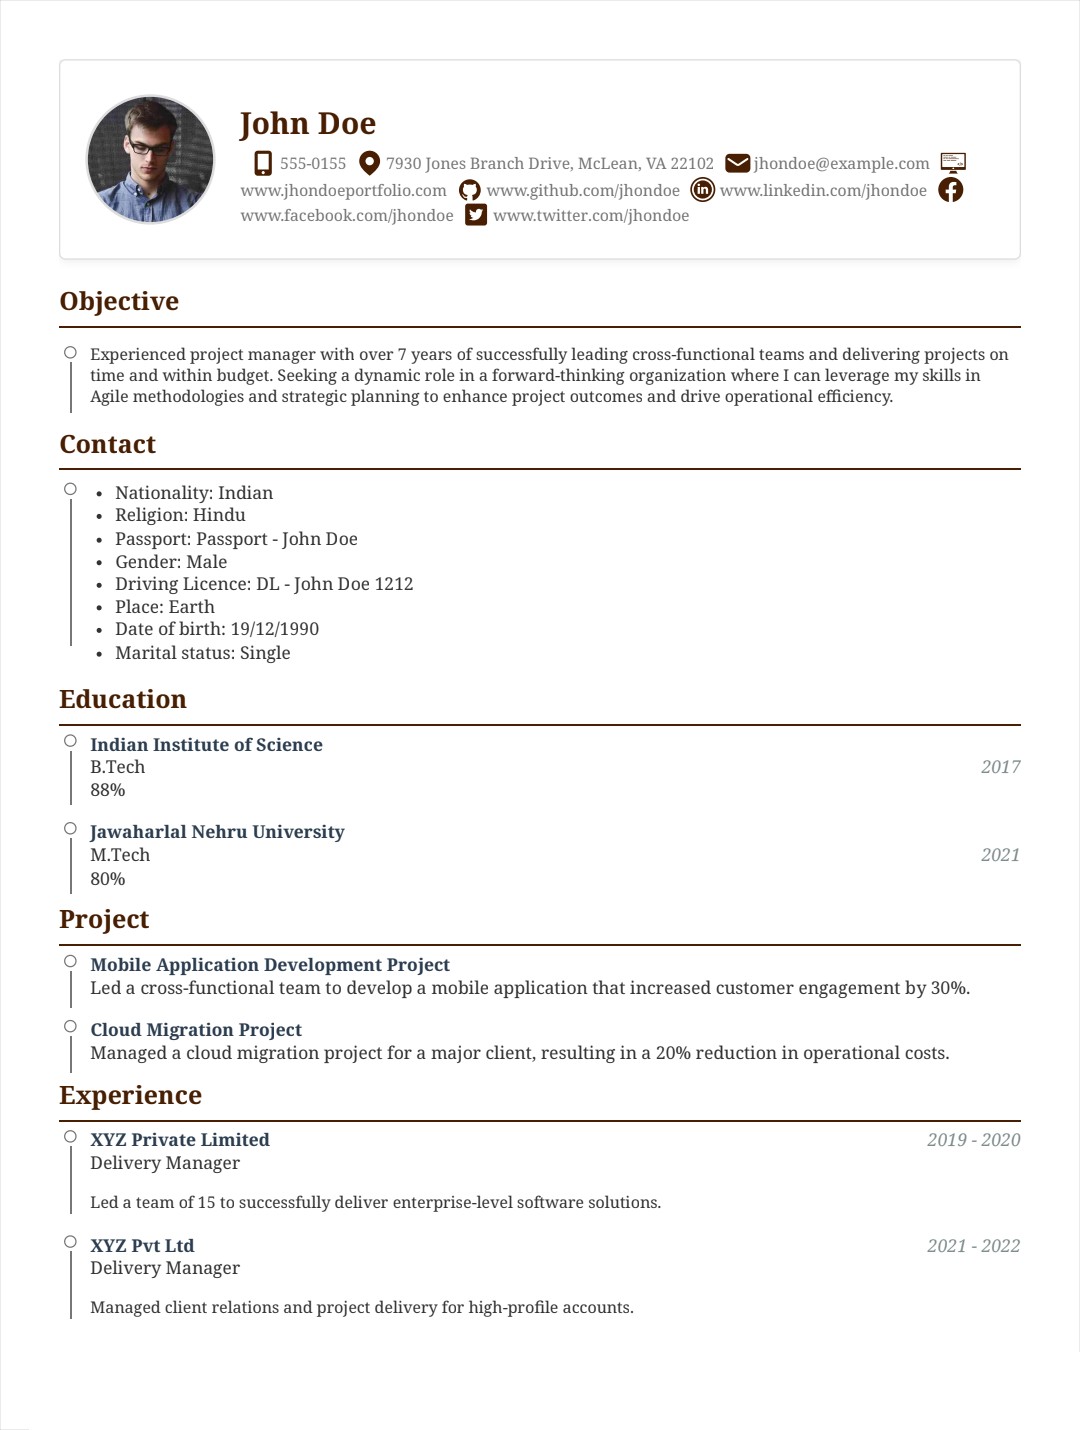 John Doe
555-0155 7930 Jones Branch Drive, McLean, VA 22102 jhondoe@example.com
www.jhondoeportfolio.com www.github.com/jhondoe www.linkedin.com/jhondoe
www.facebook.com/jhondoe www.twitter.com/jhondoe
Objective
Experienced project manager with over 7 years of successfully leading cross-functional teams and delivering projects on
time and within budget. Seeking a dynamic role in a forward-thinking organization where I can leverage my skills in
Agile methodologies and strategic planning to enhance project outcomes and drive operational efficiency.
Contact
• Nationality: Indian
• Religion: Hindu
• Passport: Passport - John Doe
• Gender: Male
• Driving Licence: DL - John Doe 1212
• Place: Earth
• Date of birth: 19/12/1990
• Marital status: Single
Education
Indian Institute of Science
B.Tech 2017
88%
Jawaharlal Nehru University
M.Tech 2021
80%
Project
Mobile Application Development Project
Led a cross-functional team to develop a mobile application that increased customer engagement by 30%.
Cloud Migration Project
Managed a cloud migration project for a major client, resulting in a 20% reduction in operational costs.
Experience
XYZ Private Limited 2019 - 2020
Delivery Manager
Led a team of 15 to successfully deliver enterprise-level software solutions.
XYZ Pvt Ltd 2021 - 2022
Delivery Manager
Managed client relations and project delivery for high-profile accounts.